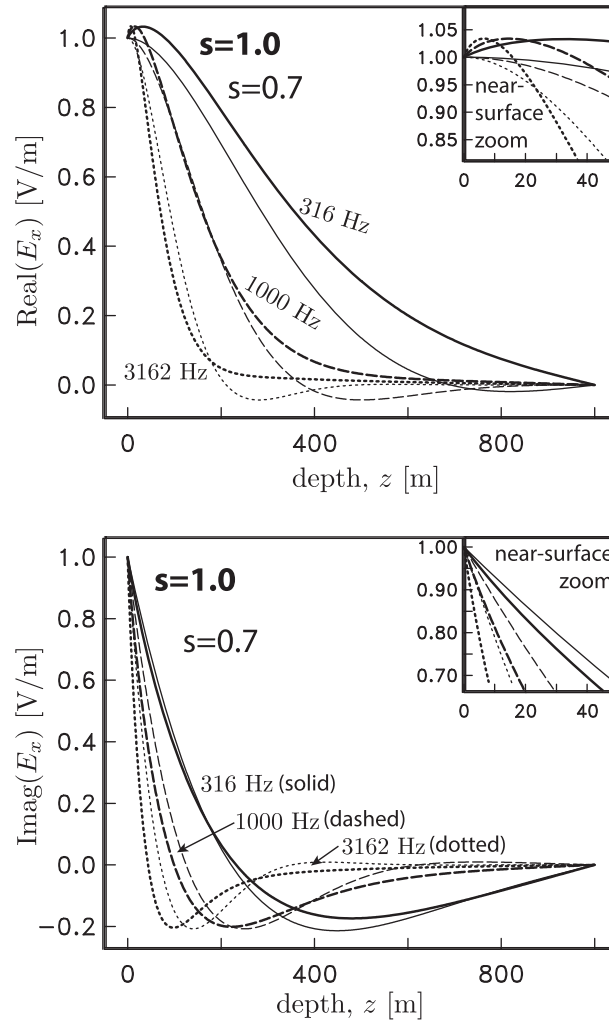 1.0
0.8
0.6
0.4
0.2
0.0
Real(Eₓ) [V/m]
s=1.0
s=0.7
316 Hz
1000 Hz
3162 Hz
1.05
1.00
0.95
0.90
0.85
near-
surface
zoom
0 20 40
0 400 800
depth, z [m]
1.0
0.8
0.6
0.4
0.2
0.0
−0.2
Imag(Eₓ) [V/m]
s=1.0
s=0.7
316 Hz (solid)
1000 Hz (dashed)
3162 Hz (dotted)
1.00
0.90
0.80
0.70
near-surface
zoom
0 20 40
0 400 800
depth, z [m]